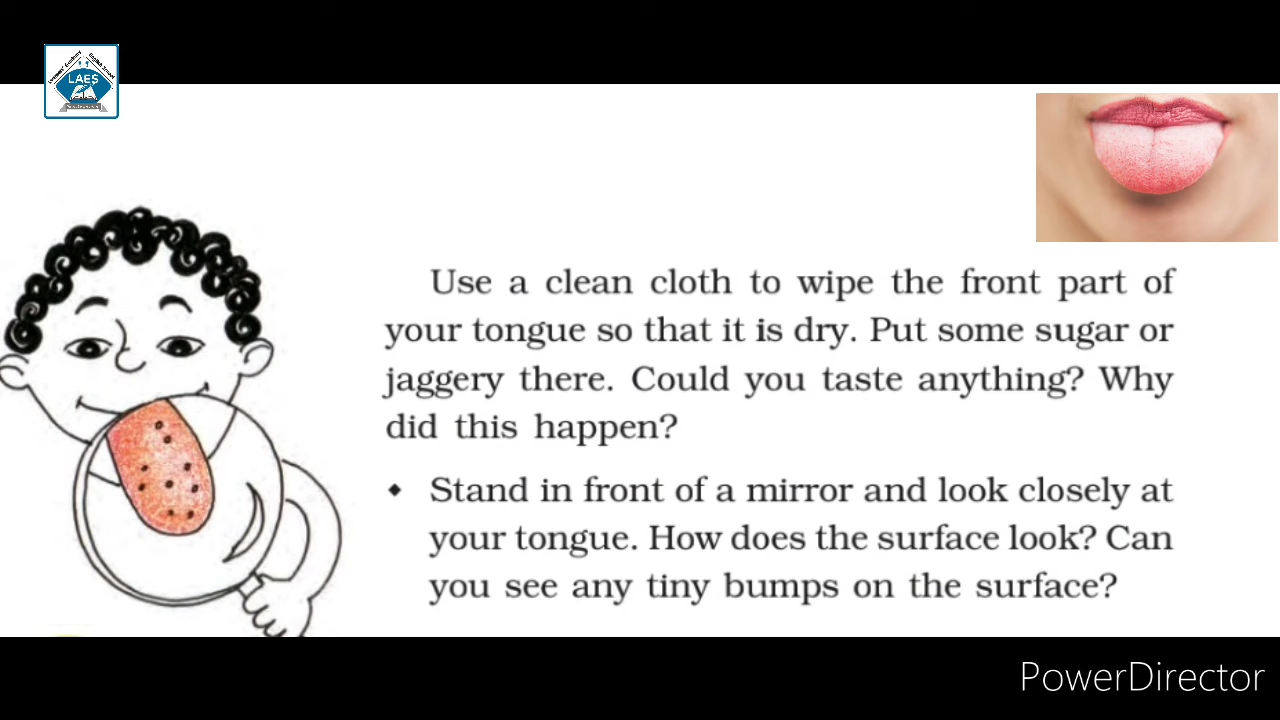 LAES
Use a clean cloth to wipe the front part of
your tongue so that it is dry. Put some sugar or
jaggery there. Could you taste anything? Why
did this happen?
◆ Stand in front of a mirror and look closely at
your tongue. How does the surface look? Can
you see any tiny bumps on the surface?
PowerDirector